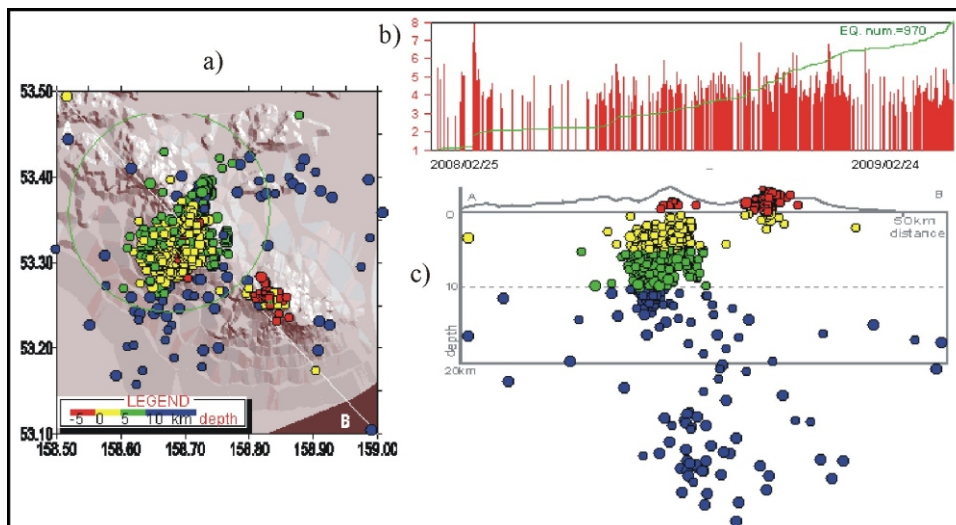 a)
53.50
53.40
53.30
53.20
53.10
158.50 158.60 158.70 158.80 158.90 159.00
B
LEGEND
-5 0 5 10 km depth
b)
8
7
6
5
4
3
2
1
EQ. num.=970
2008/02/25
2009/02/24
c)
A
B
0
50km
distance
10
depth
20km